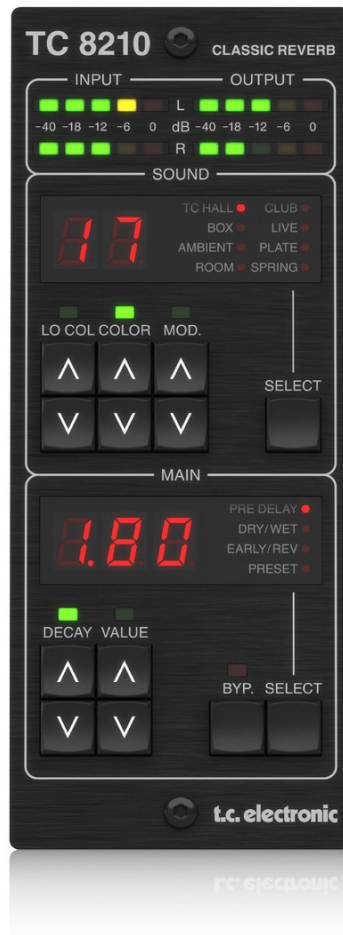 TC 8210 CLASSIC REVERB
INPUT OUTPUT
L
-40 -18 -12 -6 0 dB -40 -18 -12 -6 0
R
SOUND
17
TC HALL CLUB
BOX LIVE
AMBIENT PLATE
ROOM SPRING
LO COL COLOR MOD.
SELECT
MAIN
1.80
PRE DELAY
DRY/WET
EARLY/REV
PRESET
DECAY VALUE
BYP. SELECT
t.c. electronic